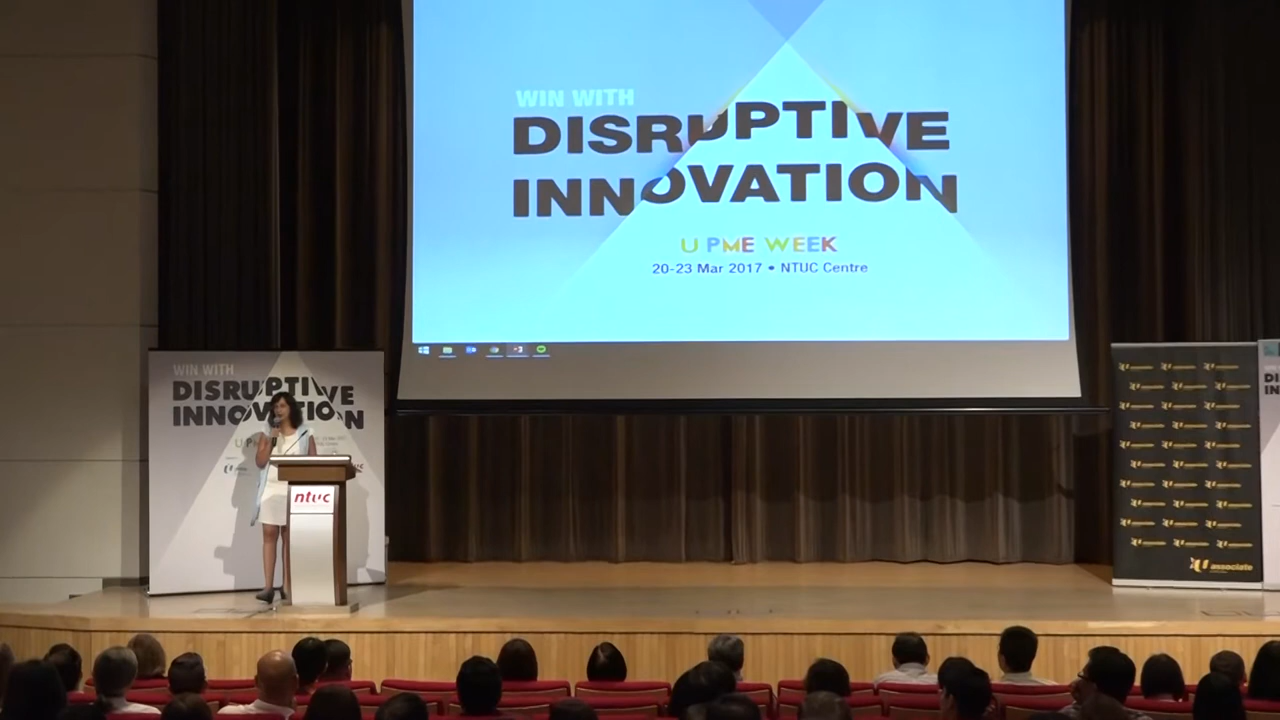 WIN WITH
DISRUPTIVE
INNOVATION
U PME WEEK
20-23 Mar 2017 • NTUC Centre
WIN WITH
DISRUPTIVE
INNOVATION
ntuc
U associate